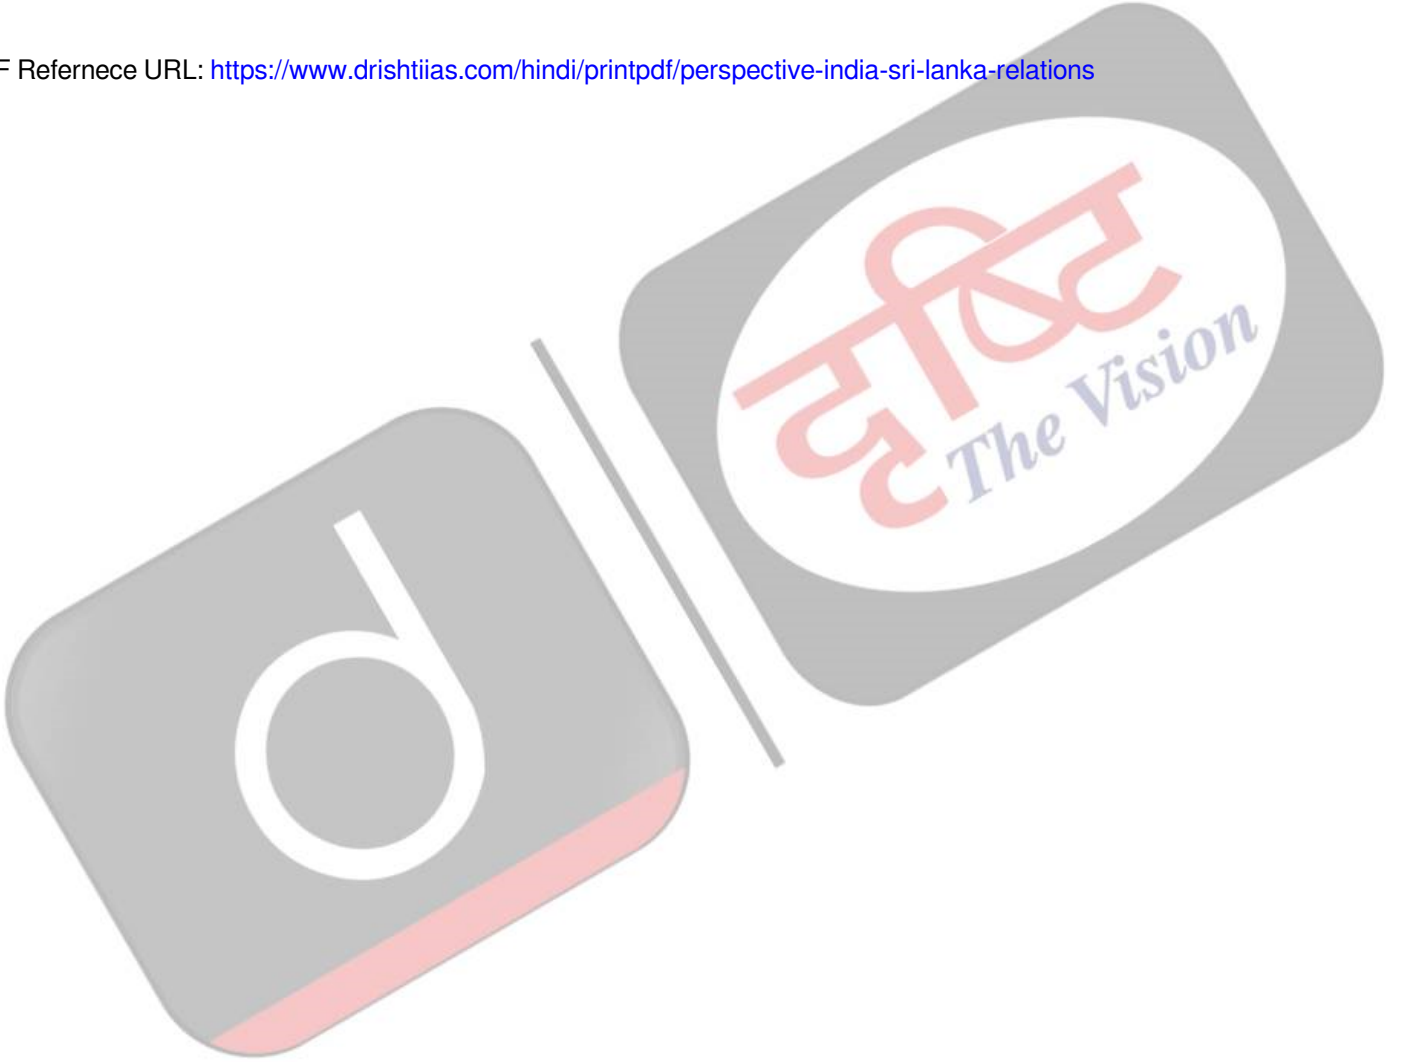 F Refernece URL: https://www.drishtiias.com/hindi/printpdf/perspective-india-sri-lanka-relations
दृष्टि
The Vision
d